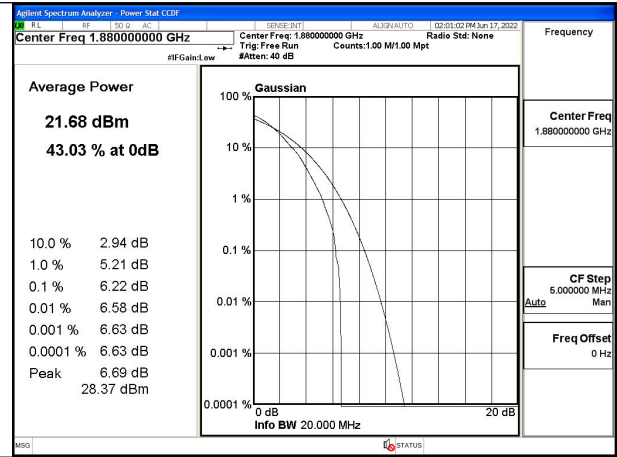 Agilent Spectrum Analyzer - Power Stat CCDF
RL RF 50 Ω AC SENSE:INT ALIGN AUTO 02:01:02 PM Jun 17, 2022
Center Freq 1.880000000 GHz
Center Freq: 1.880000000 GHz Radio Std: None
Trig: Free Run Counts:1.00 M/1.00 Mpt
#IFGain:Low #Atten: 40 dB
Frequency
Average Power
21.68 dBm
43.03 % at 0dB
10.0 % 2.94 dB
1.0 % 5.21 dB
0.1 % 6.22 dB
0.01 % 6.58 dB
0.001 % 6.63 dB
0.0001 % 6.63 dB
Peak 6.69 dB
28.37 dBm
Gaussian
100 %
10 %
1 %
0.1 %
0.01 %
0.001 %
0.0001 %
0 dB 20 dB
Info BW 20.000 MHz
Center Freq
1.880000000 GHz
CF Step
5.000000 MHz
Auto Man
Freq Offset
0 Hz
MSG STATUS